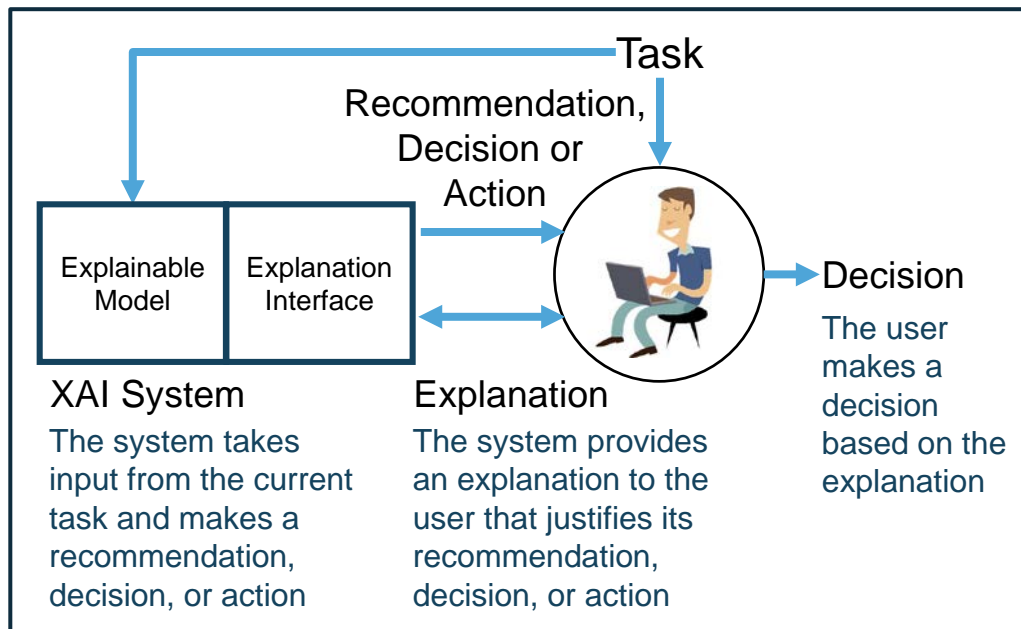 Task
Recommendation,
Decision or
Action
Explainable
Model
Explanation
Interface
Decision
The user
makes a
decision
based on the
explanation
XAI System
The system takes
input from the current
task and makes a
recommendation,
decision, or action
Explanation
The system provides
an explanation to the
user that justifies its
recommendation,
decision, or action